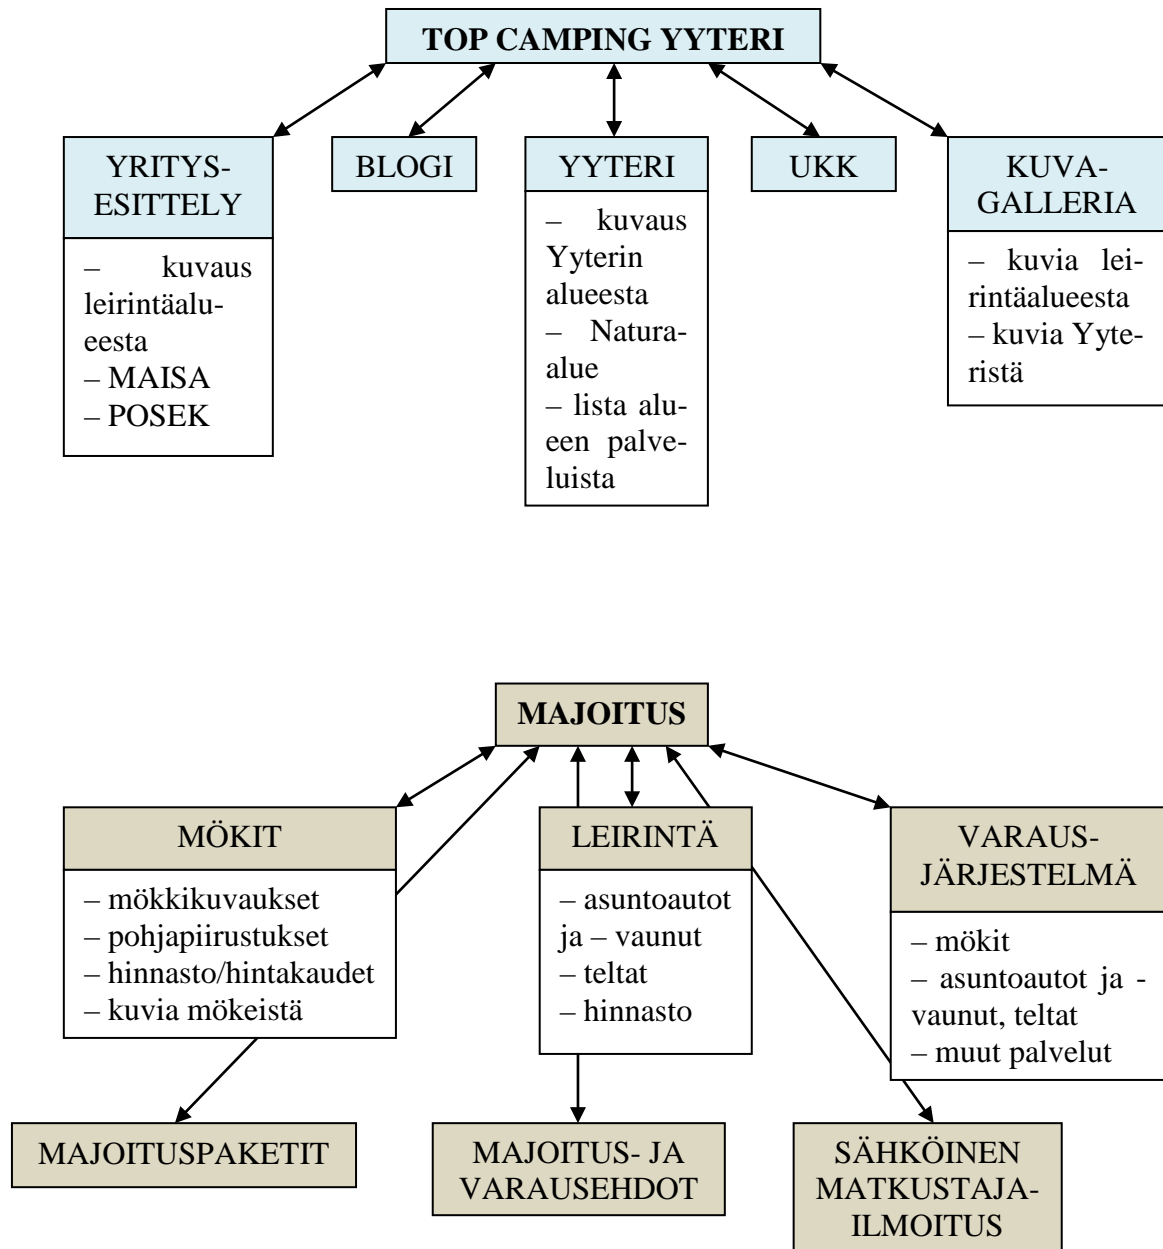 TOP CAMPING YYTERI
YRITYS-
ESITTELY
– kuvaus
leirintäalu-
eesta
– MAISA
– POSEK
BLOGI
YYTERI
– kuvaus
Yyterin
alueesta
– Natura-
alue
– lista alu-
een palve-
luista
UKK
KUVA-
GALLERIA
– kuvia lei-
rintäalueesta
– kuvia Yyte-
ristä
MAJOITUS
MÖKIT
– mökkikuvaukset
– pohjapiirustukset
– hinnasto/hintakaudet
– kuvia mökeistä
LEIRINTÄ
– asuntoautot
ja – vaunut
– teltat
– hinnasto
VARAUS-
JÄRJESTELMÄ
– mökit
– asuntoautot ja -
vaunut, teltat
– muut palvelut
MAJOITUSPAKETIT
MAJOITUS- JA
VARAUSEHDOT
SÄHKÖINEN
MATKUSTAJA-
ILMOITUS